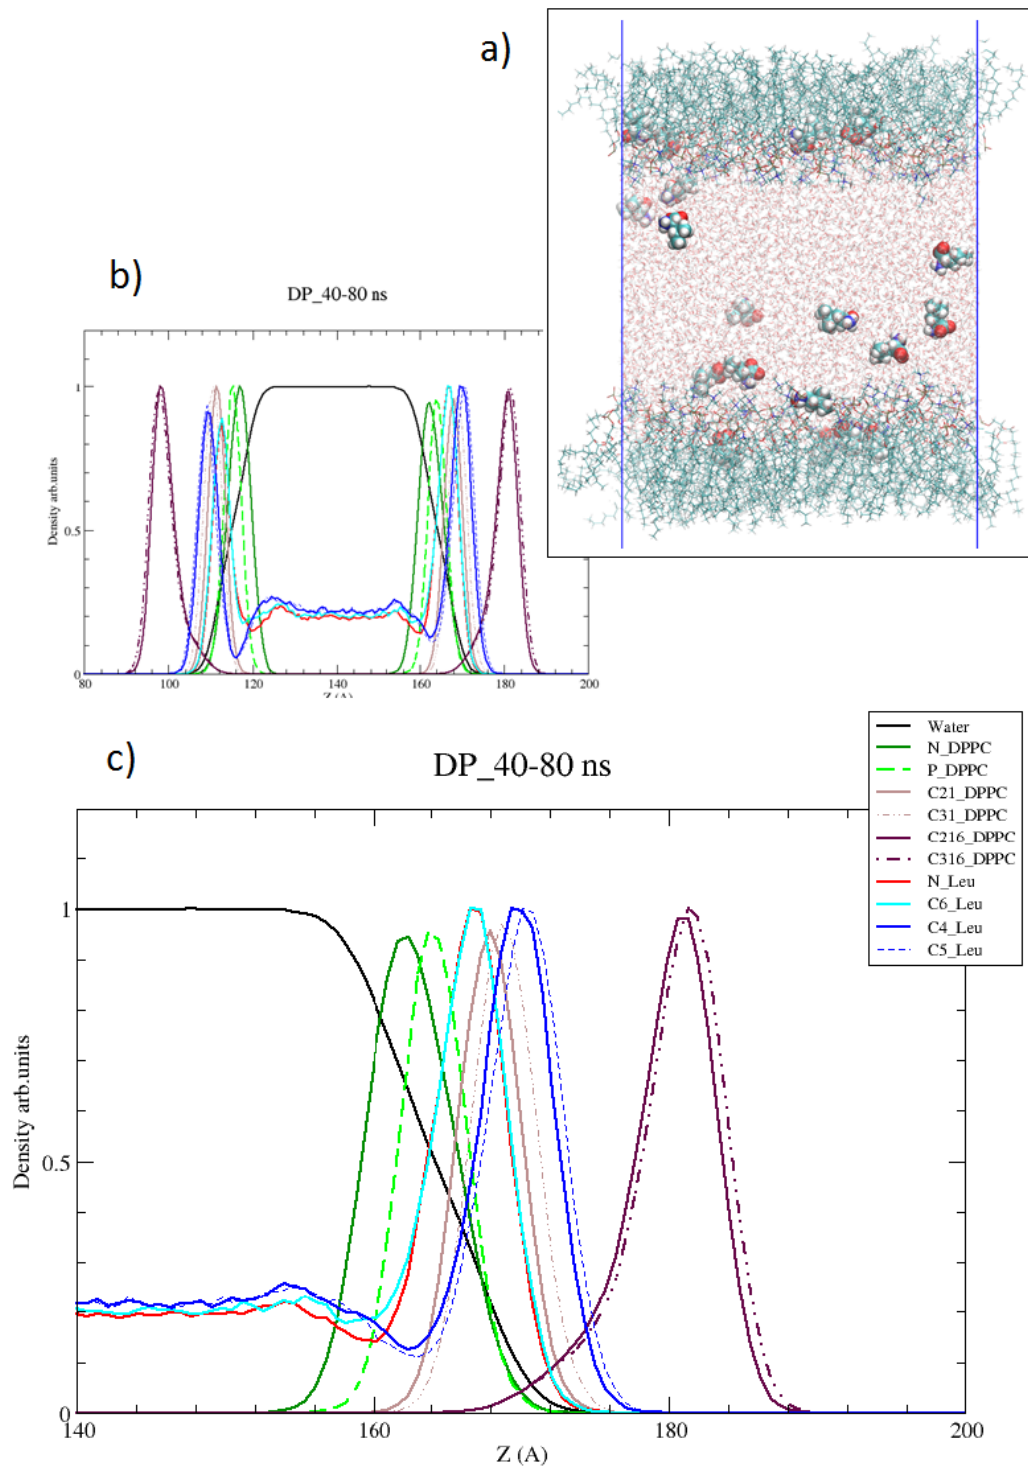 a)
b)
DP_40-80 ns
Density arb.units
1
0.5
0
80
100
120
140
160
180
200
Z (A)
c)
DP_40-80 ns
Water
N_DPPC
P_DPPC
C21_DPPC
C31_DPPC
C216_DPPC
C316_DPPC
N_Leu
C6_Leu
C4_Leu
C5_Leu
Density arb.units
1
0.5
0
140
160
180
200
Z (A)